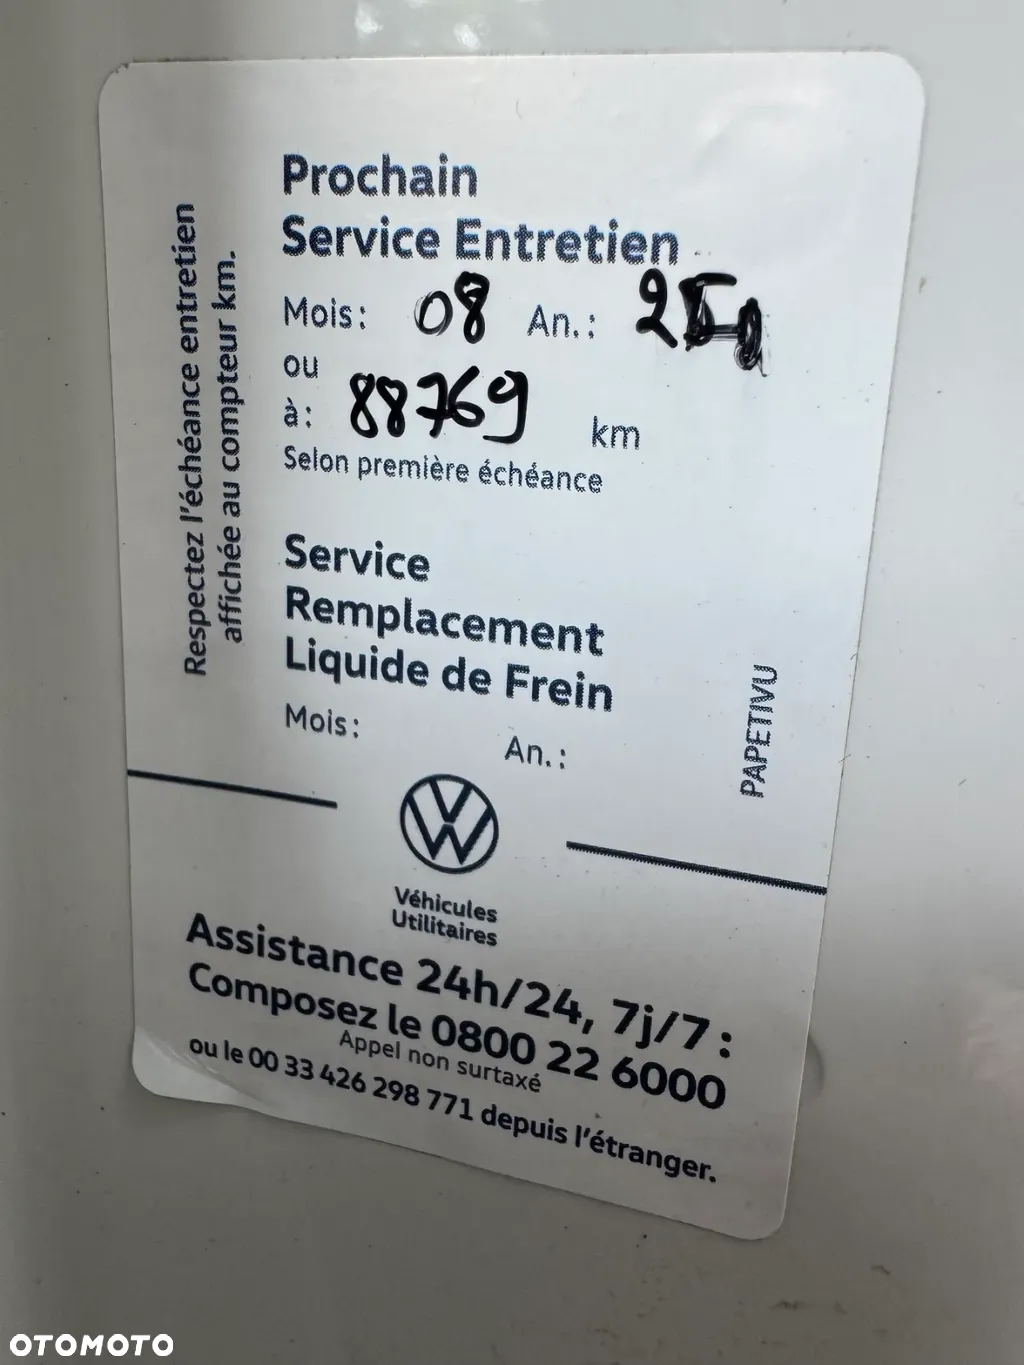 Prochain
Service Entretien
Mois: 08 An.:
ou
à: 88769 km
Selon première échéance
Respectez l'échéance entretien
affichée au compteur km.
Service
Remplacement
Liquide de Frein
Mois: An.:
PAPETIVU
Véhicules
Utilitaires
Assistance 24h/24, 7j/7 :
Composez le 0800 22 6000
Appel non surtaxé
ou le 00 33 426 298 771 depuis l'étranger.
OTOMOTO